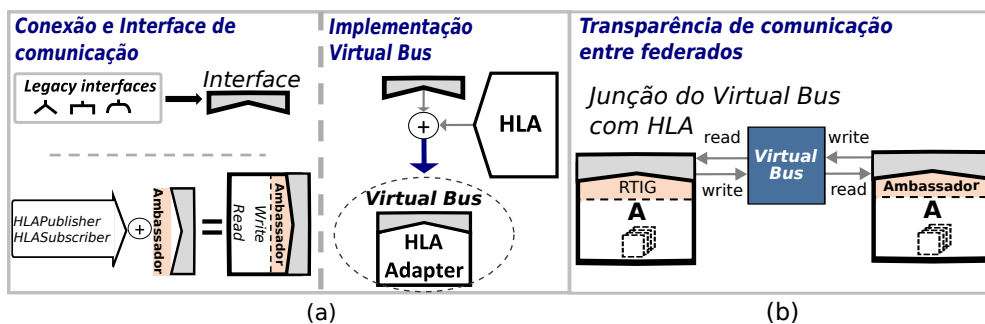 Conexão e Interface de
comunicação
Legacy interfaces
Interface
HLAPublisher
HLASubscriber
+
Ambassador
=
Read
Write
Ambassador
Implementação
Virtual Bus
+
HLA
Virtual Bus
HLA
Adapter
(a)
Transparência de comunicação
entre federados
Junção do Virtual Bus
com HLA
read
write
Virtual
Bus
write
read
RTIG
A
Ambassador
A
(b)